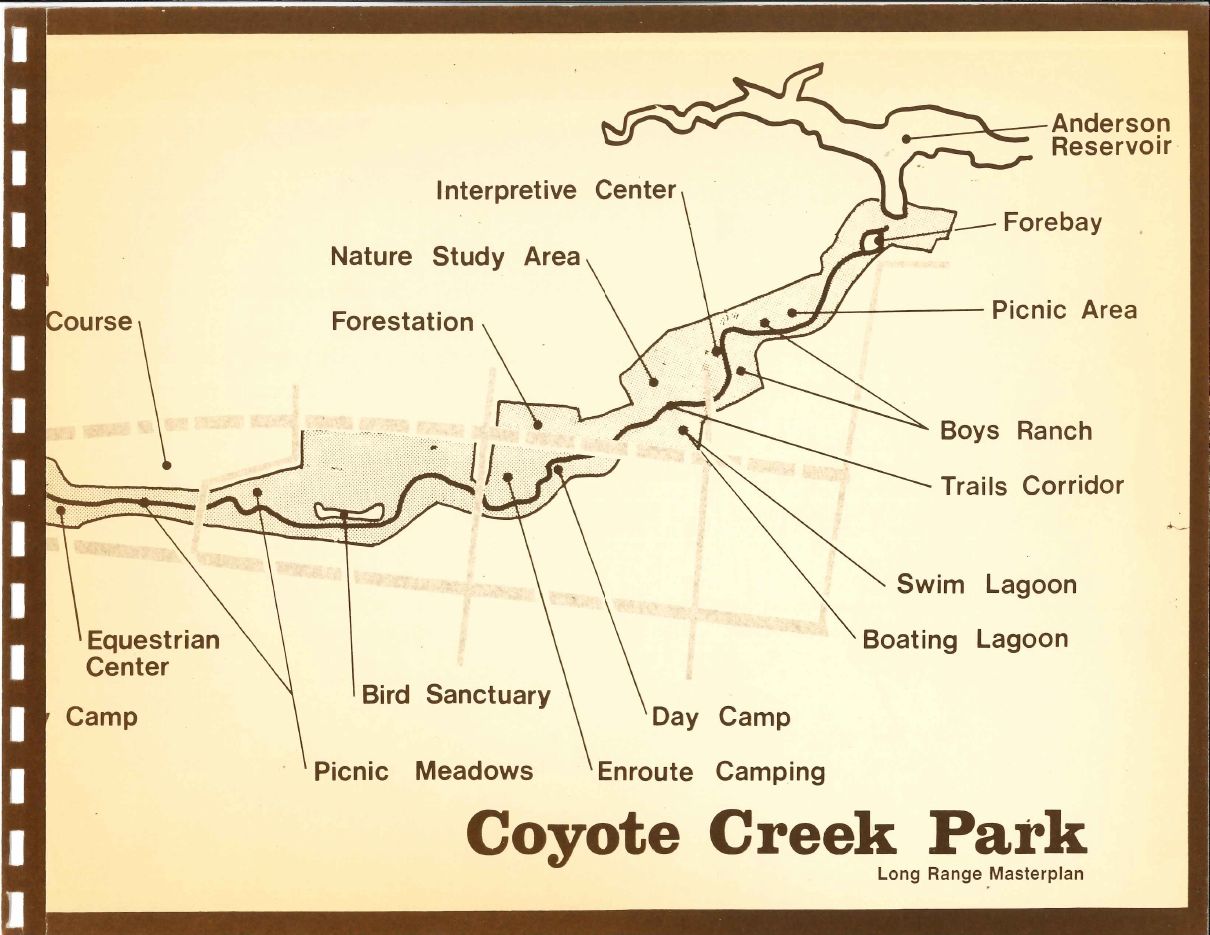 Anderson
Reservoir
Interpretive Center
Forebay
Nature Study Area
Course
Forestation
Picnic Area
Boys Ranch
Trails Corridor
Swim Lagoon
Equestrian
Center
Boating Lagoon
Bird Sanctuary
Camp
Day Camp
Picnic Meadows
Enroute Camping
Coyote Creek Park
Long Range Masterplan